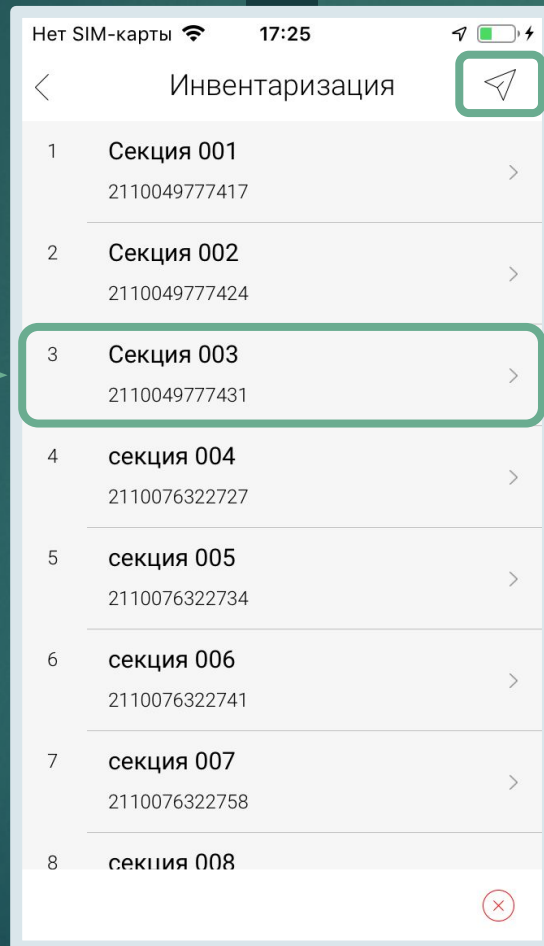 Нет SIM-карты 17:25
Инвентаризация
1 Секция 001
2110049777417
2 Секция 002
2110049777424
3 Секция 003
2110049777431
4 секция 004
2110076322727
5 секция 005
2110076322734
6 секция 006
2110076322741
7 секция 007
2110076322758
8 секция 008